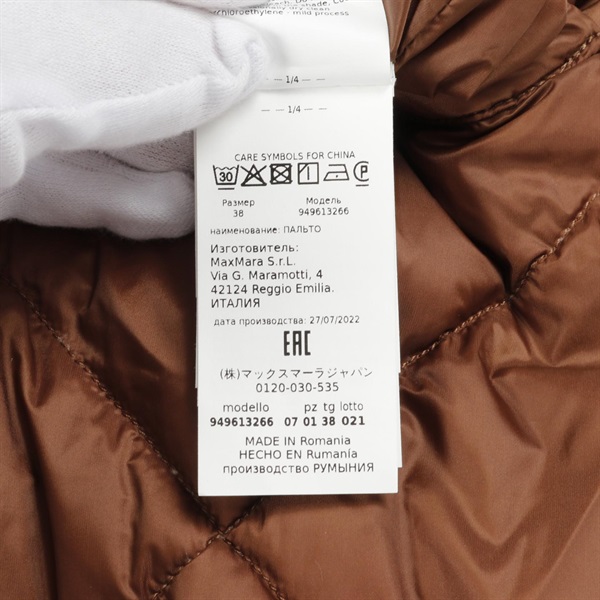 chloroethylene - mild process
1/4
1/4
CARE SYMBOLS FOR CHINA
30
P
Размер Модель
38 949613266
наименование: ПАЛЬТО
Изготовитель:
MaxMara S.r.L.
Via G. Maramotti, 4
42124 Reggio Emilia.
ИТАЛИЯ
дата производства: 27/07/2022
EAC
(株)マックスマーラジャパン
0120-030-535
modello pz tg lotto
949613266 07 01 38 021
MADE IN Romania
HECHO EN Rumanía
производство РУМЫНИЯ